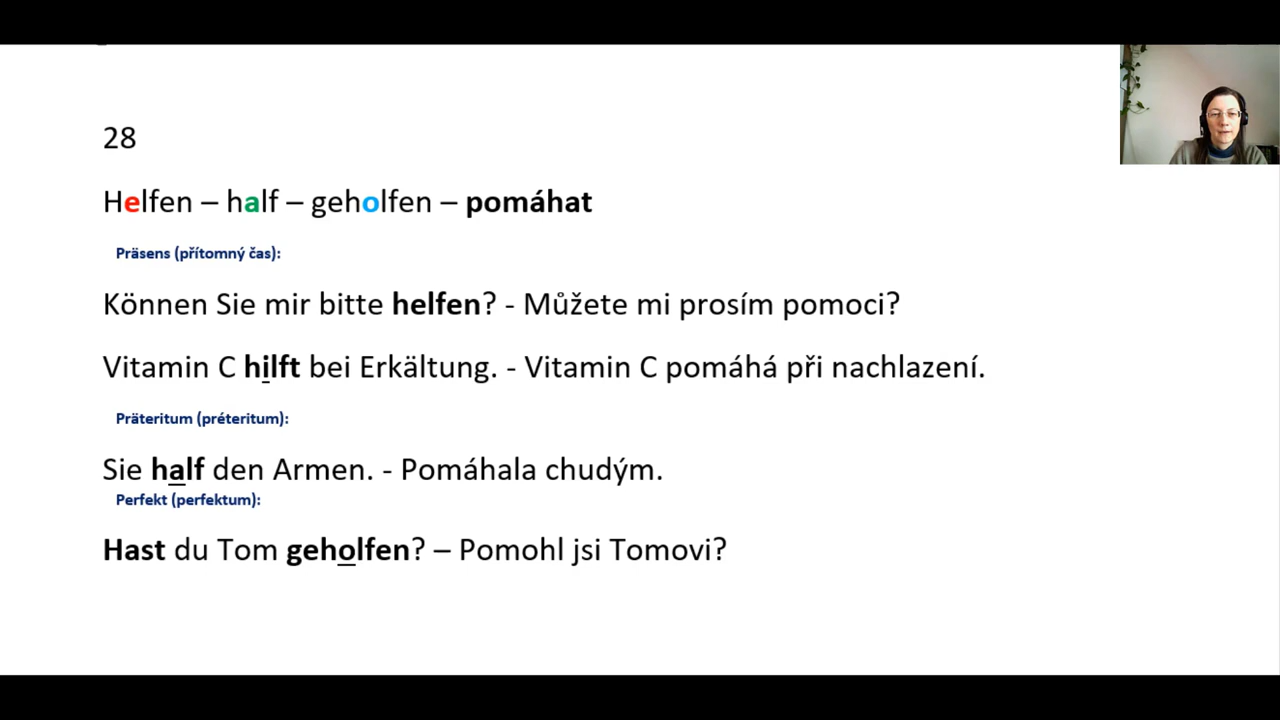 28
Helfen – half – geholfen – pomáhat
Präsens (přítomný čas):
Können Sie mir bitte helfen? - Můžete mi prosím pomoci?
Vitamin C hilft bei Erkältung. - Vitamin C pomáhá při nachlazení.
Präteritum (préteritum):
Sie half den Armen. - Pomáhala chudým.
Perfekt (perfektum):
Hast du Tom geholfen? – Pomohl jsi Tomovi?